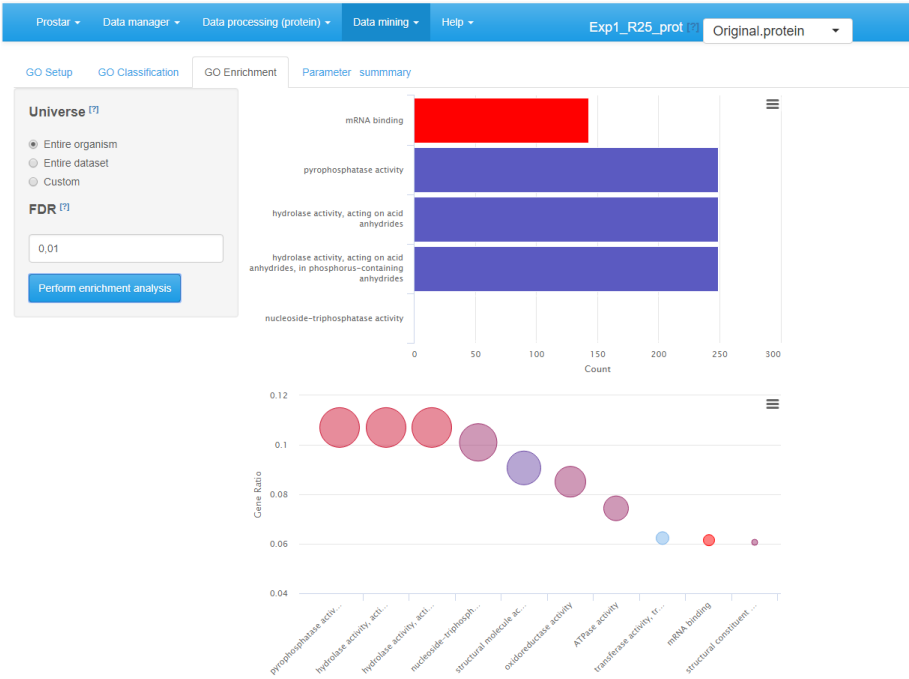 Prostar Data manager Data processing (protein) Data mining Help Exp1_R25_prot [?] Original.protein
GO Setup GO Classification GO Enrichment Parameter summmary
Universe [?]
Entire organism
Entire dataset
Custom
FDR [?]
0,01
Perform enrichment analysis
mRNA binding
pyrophosphatase activity
hydrolase activity, acting on acid
anhydrides
hydrolase activity, acting on acid
anhydrides, in phosphorus-containing
anhydrides
nucleoside-triphosphatase activity
0 50 100 150 200 250 300
Count
0.12
0.1
0.08
0.06
0.04
Gene Ratio
pyrophosphatase activ...
hydrolase activity, acti...
hydrolase activity, acti...
nucleoside-triphosph...
structural molecule ac...
oxidoreductase activity
ATPase activity
transferase activity, tr...
mRNA binding
structural constituent ...